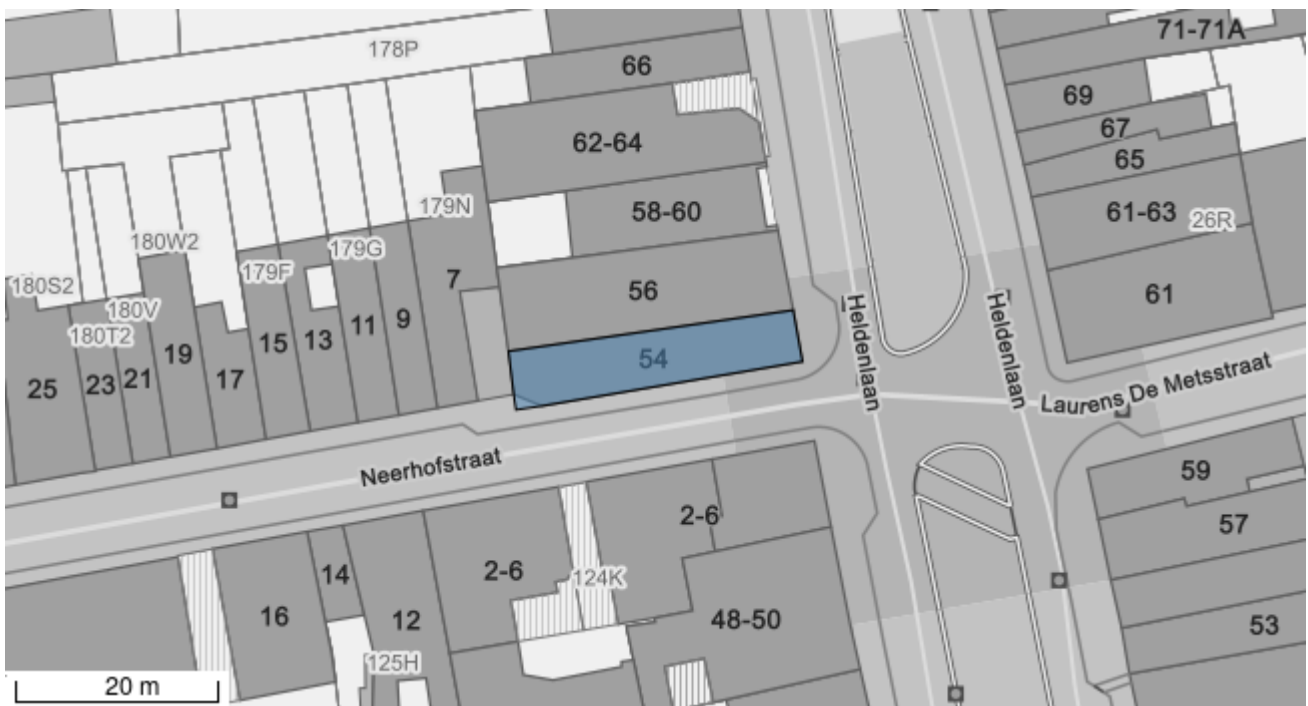 71-71A
178P
66
69
62-64
67
65
179N
58-60
61-63
26R
180W2
179G
179F
180S2
7
56
61
180V
Heldenlaan
Heldenlaan
180T2
15
13
11
9
19
54
17
25
23
21
Laurens De Metsstraat
Neerhofstraat
59
2-6
57
14
2-6
124K
16
12
48-50
53
125H
20 m